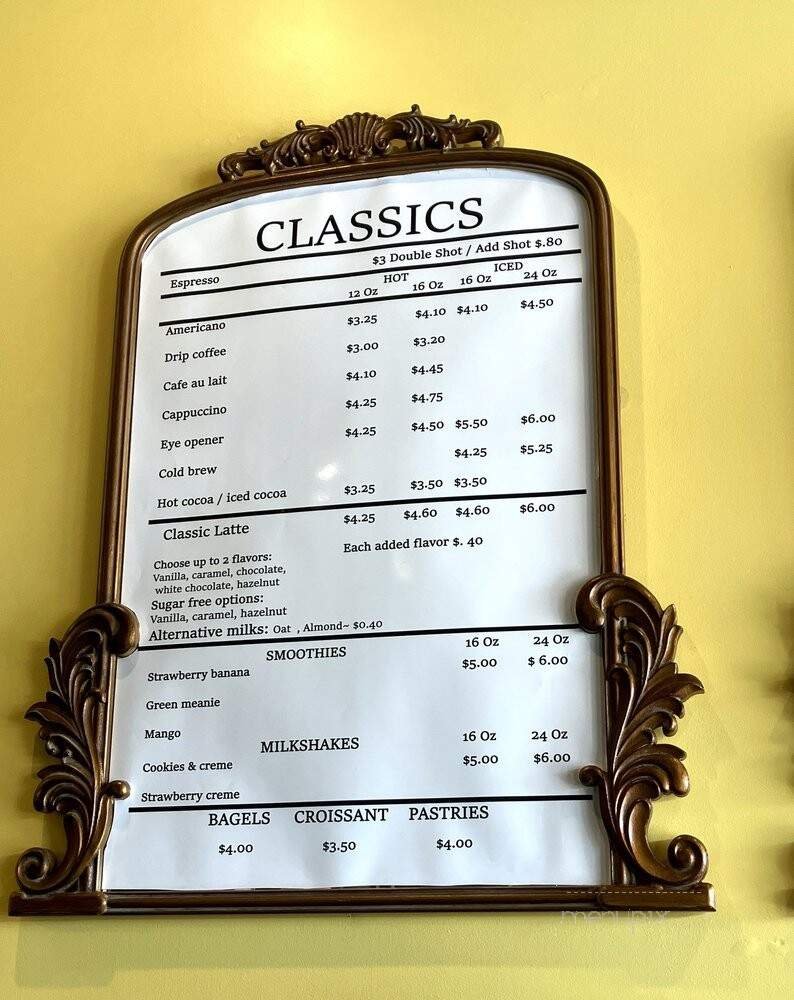 CLASSICS
Espresso $3 Double Shot / Add Shot $.80
HOT ICED
12 Oz 16 Oz 16 Oz 24 Oz
Americano $3.25 $4.10 $4.10 $4.50
Drip coffee $3.00 $3.20
Cafe au lait $4.10 $4.45
Cappuccino $4.25 $4.75
Eye opener $4.25 $4.50 $5.50 $6.00
Cold brew $4.25 $5.25
Hot cocoa / iced cocoa $3.25 $3.50 $3.50
Classic Latte $4.25 $4.60 $4.60 $6.00
Each added flavor $. 40
Choose up to 2 flavors:
Vanilla, caramel, chocolate,
white chocolate, hazelnut
Sugar free options:
Vanilla, caramel, hazelnut
Alternative milks: Oat , Almond~ $0.40
SMOOTHIES 16 Oz 24 Oz
Strawberry banana $5.00 $ 6.00
Green meanie
Mango
MILKSHAKES 16 Oz 24 Oz
Cookies & creme $5.00 $6.00
Strawberry creme
BAGELS CROISSANT PASTRIES
$4.00 $3.50 $4.00
menupix